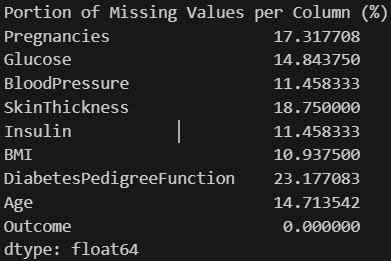 Portion of Missing Values per Column (%)
Pregnancies 17.317708
Glucose 14.843750
BloodPressure 11.458333
SkinThickness 18.750000
Insulin 11.458333
BMI 10.937500
DiabetesPedigreeFunction 23.177083
Age 14.713542
Outcome 0.000000
dtype: float64